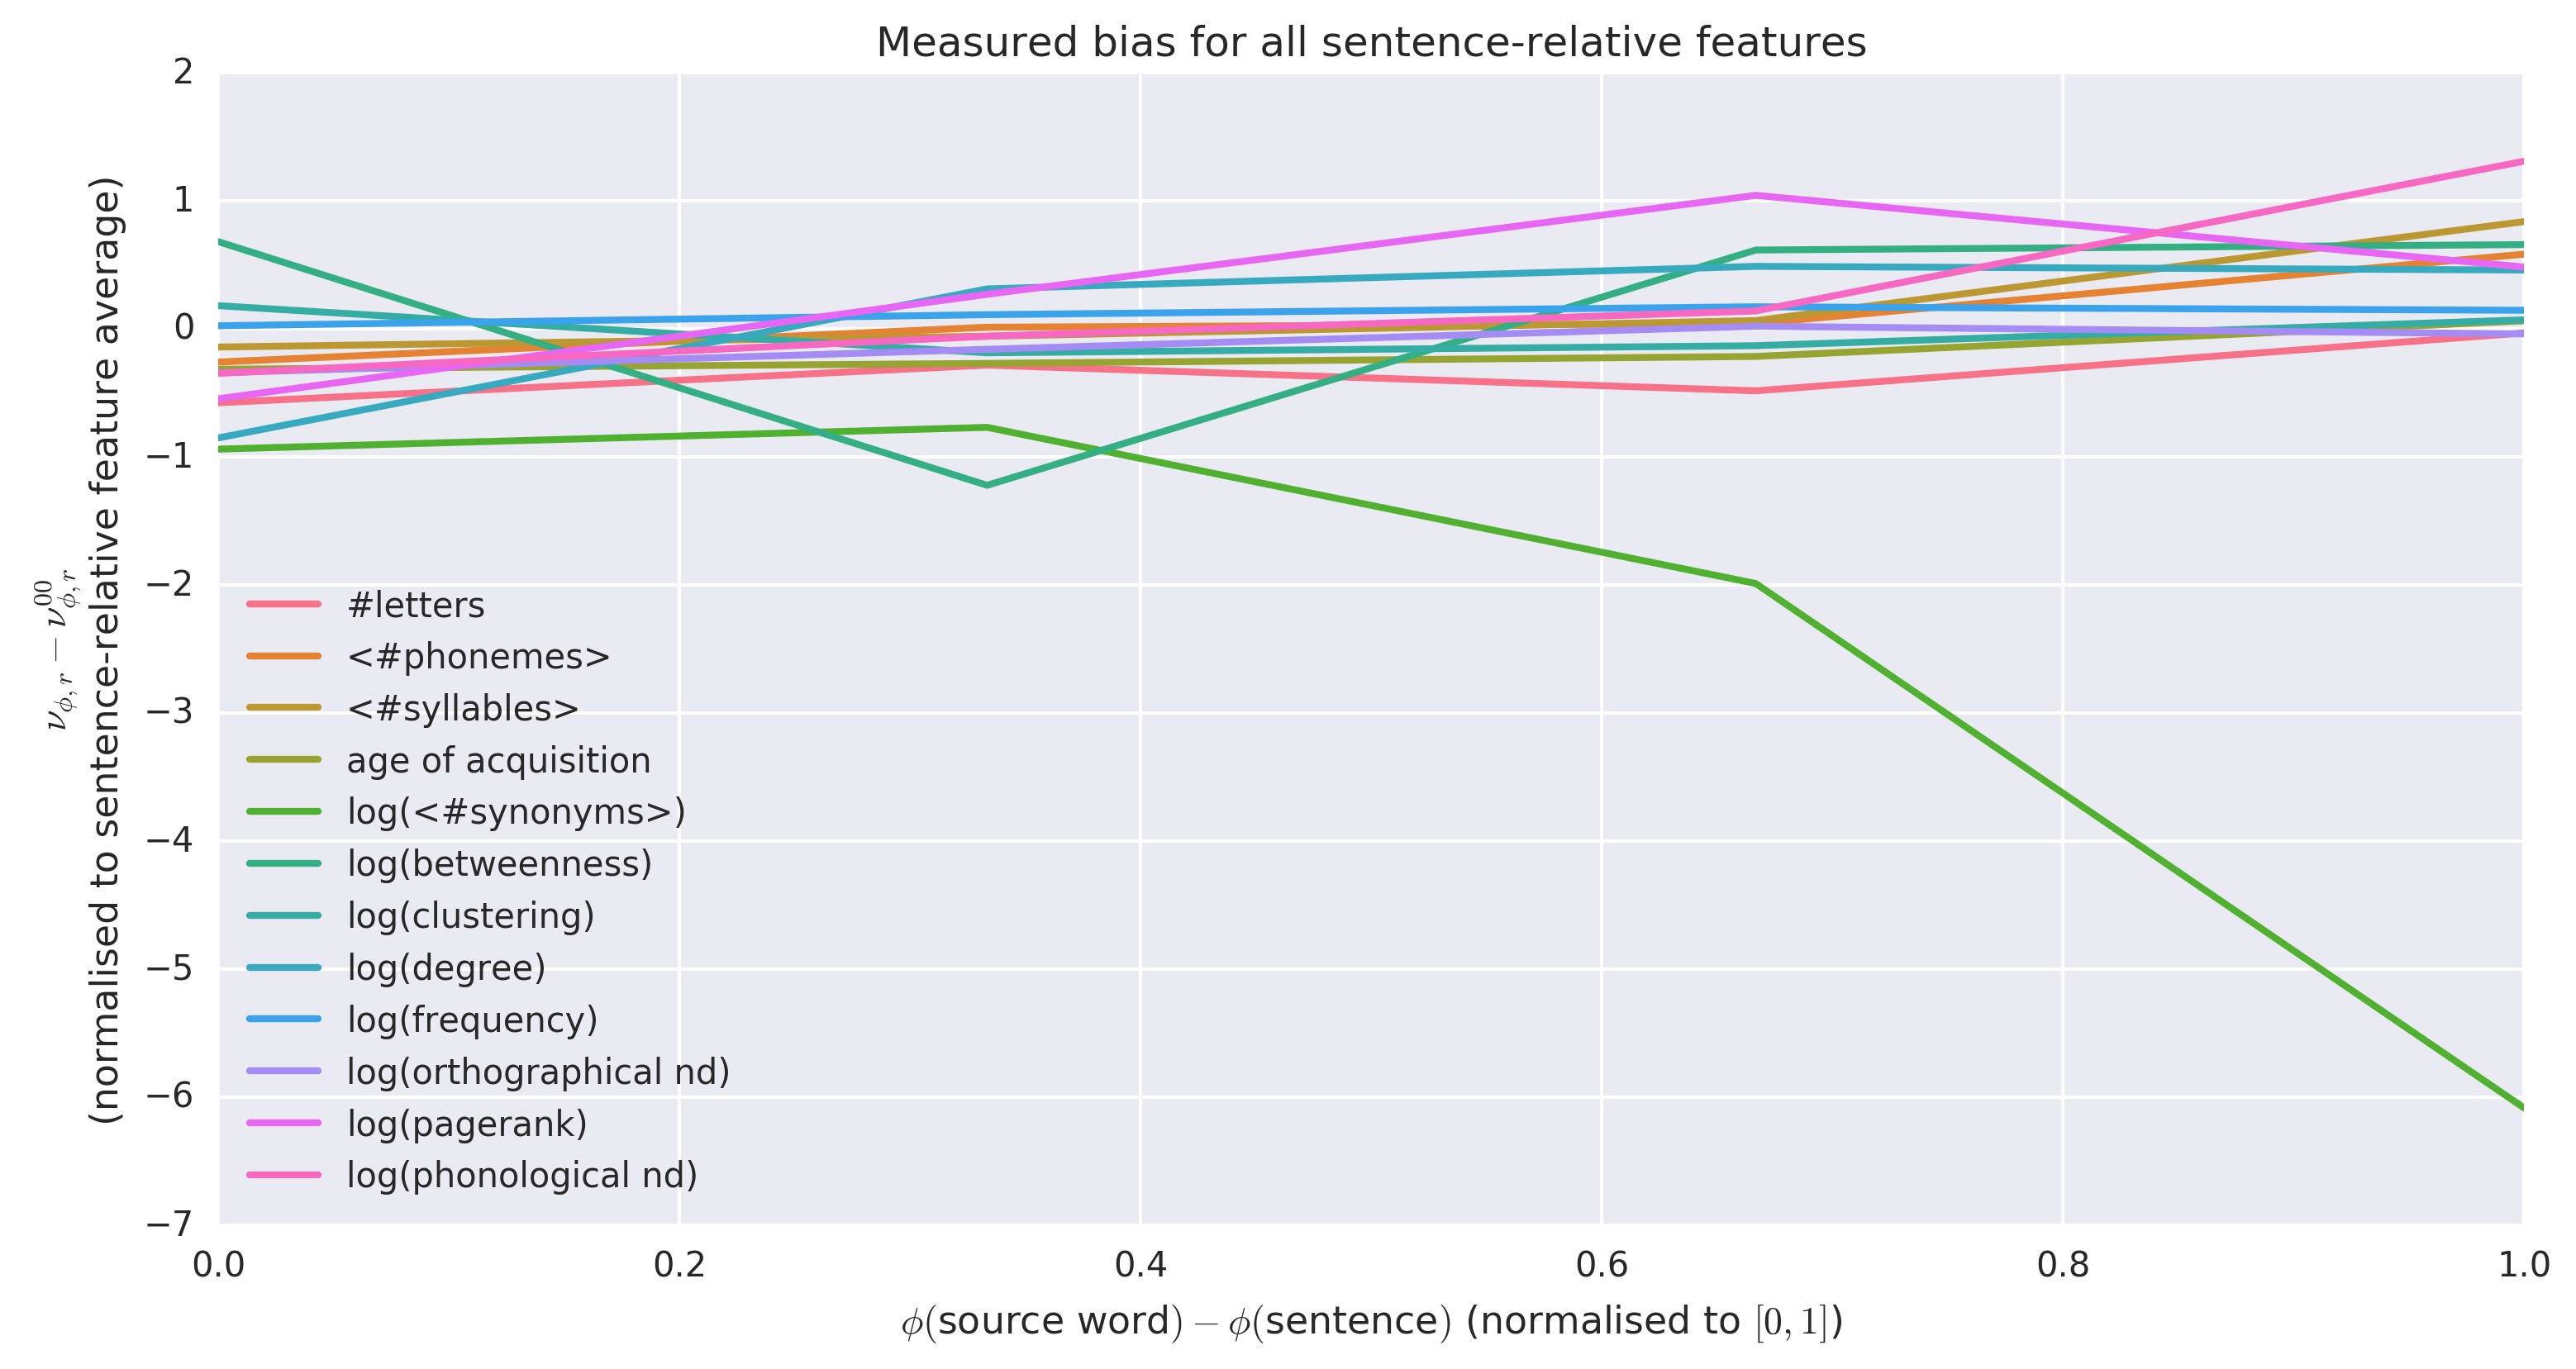 Measured bias for all sentence-relative features
2
1
0
−1
−2
−3
−4
−5
−6
−7
ν_{ϕ,r} − ν^{00}_{ϕ,r}
(normalised to sentence-relative feature average)
#letters
<#phonemes>
<#syllables>
age of acquisition
log(<#synonyms>)
log(betweenness)
log(clustering)
log(degree)
log(frequency)
log(orthographical nd)
log(pagerank)
log(phonological nd)
0.0 0.2 0.4 0.6 0.8 1.0
ϕ(source word) − ϕ(sentence) (normalised to [0, 1])